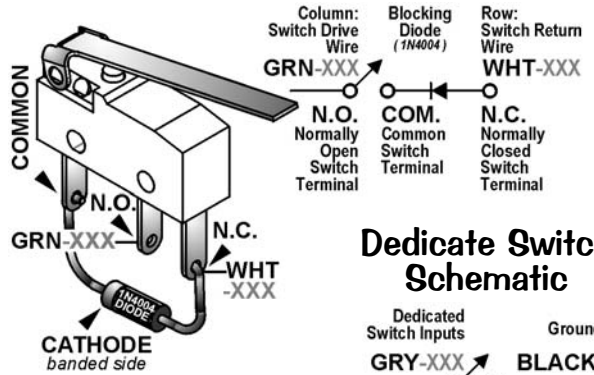 Column:
Switch Drive
Wire
GRN-XXX
Blocking
Diode
(1N4004)
Row:
Switch Return
Wire
WHT-XXX
N.O.
Normally
Open
Switch
Terminal
COM.
Common
Switch
Terminal
N.C.
Normally
Closed
Switch
Terminal
COMMON
N.O.
GRN-XXX
N.C.
WHT
-XXX
1N4004
DIODE
CATHODE
banded side
Dedicate Switc
Schematic
Dedicated
Switch Inputs
GRY-XXX
Groun
BLACK